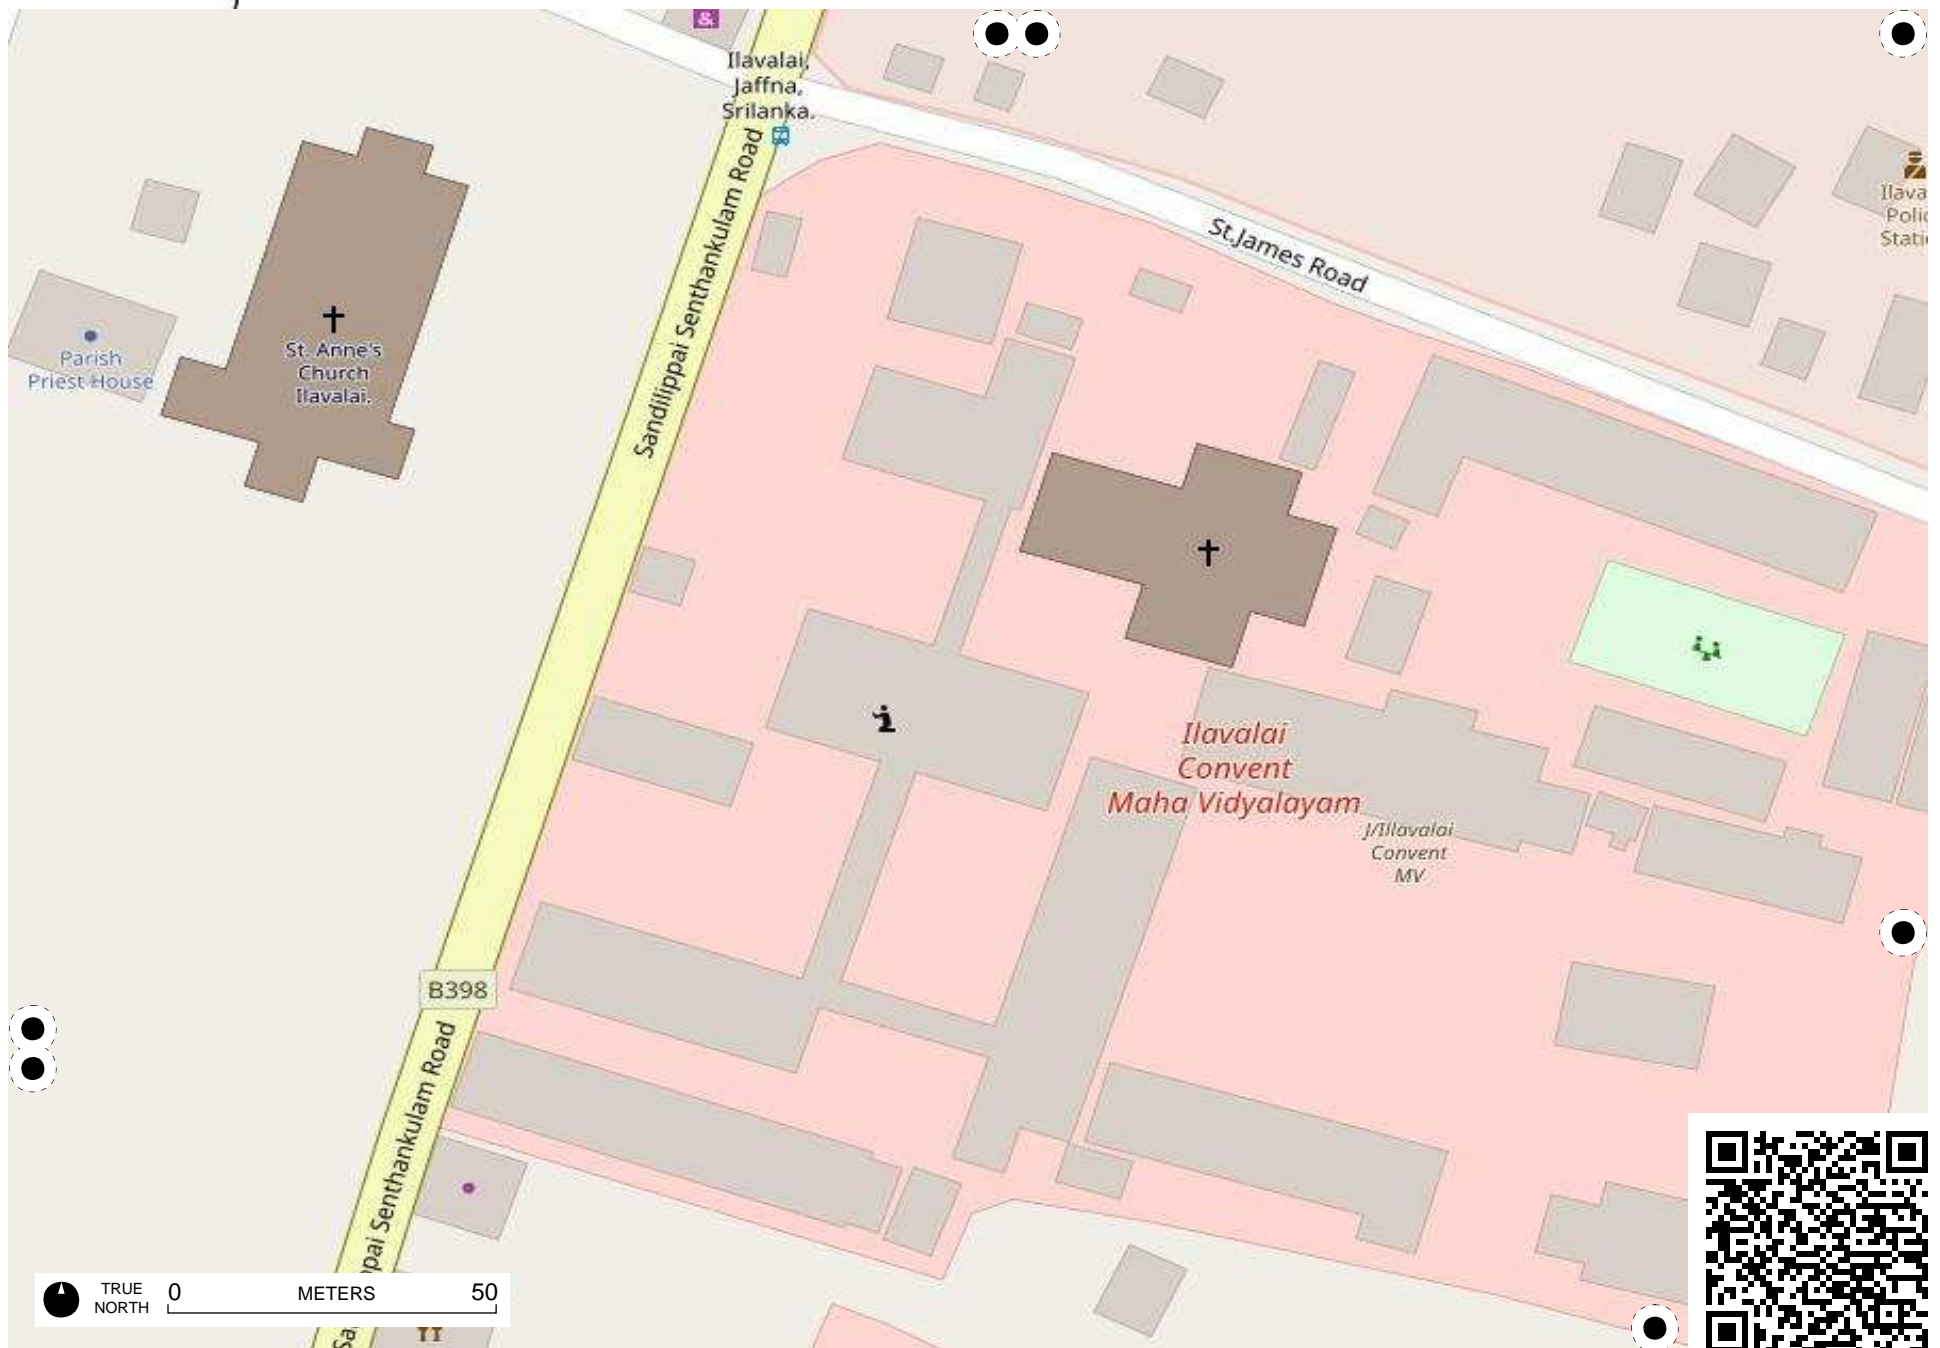 Ilavalai,
Jaffna,
Srilanka.
Sandilippai Senthankulam Road
St.James Road
St. Anne's
Church
Ilavalai.
Parish
Priest House
Ilavalai
Convent
Maha Vidyalayam
J/Illavalai
Convent
MV
B398
Senthankulam Road
TRUE
NORTH
0
METERS
50